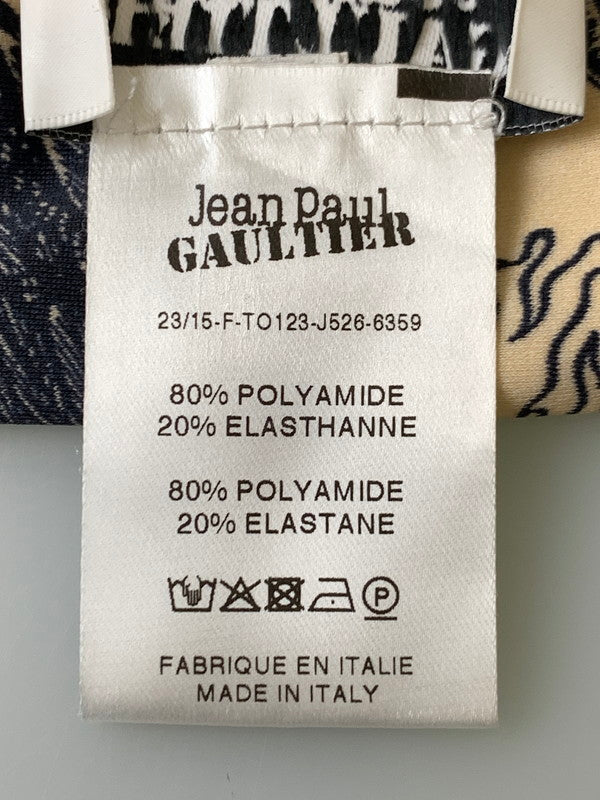 Jean Paul
GAULTIER
23/15-F-TO123-J526-6359
80% POLYAMIDE
20% ELASTHANNE
80% POLYAMIDE
20% ELASTANE
P
FABRIQUE EN ITALIE
MADE IN ITALY